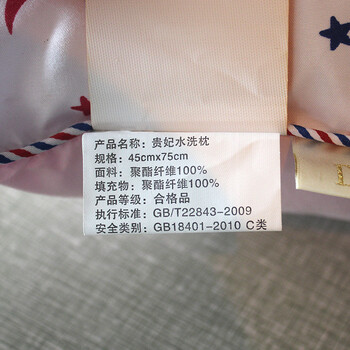 产品名称：贵妃水洗枕
规格：45cmx75cm
面料：聚酯纤维100%
填充物：聚酯纤维100%
产品等级：合格品
执行标准：GB/T22843-2009
安全类别：GB18401-2010 C类